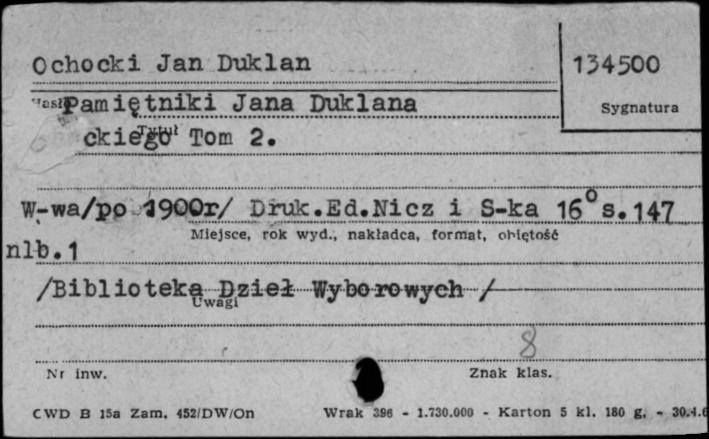 Ochocki Jan Duklan
134500
Hasło
Pamiętniki Jana Duklana
Sygnatura
ckiego Tom 2.
Tytuł
W-wa/po 1900r/ Druk.Ed.Nicz i S-ka 16° s.147
Miejsce, rok wyd., nakładca, format, objętość
nlb.1
/Biblioteka Dzieł Wyborowych /
Uwagi
8
Nr inw.
Znak klas.
CWD B 15a Zam. 452/DW/On Wrak 396 - 1.730.000 - Karton 5 kl. 180 g. - 30.4.6